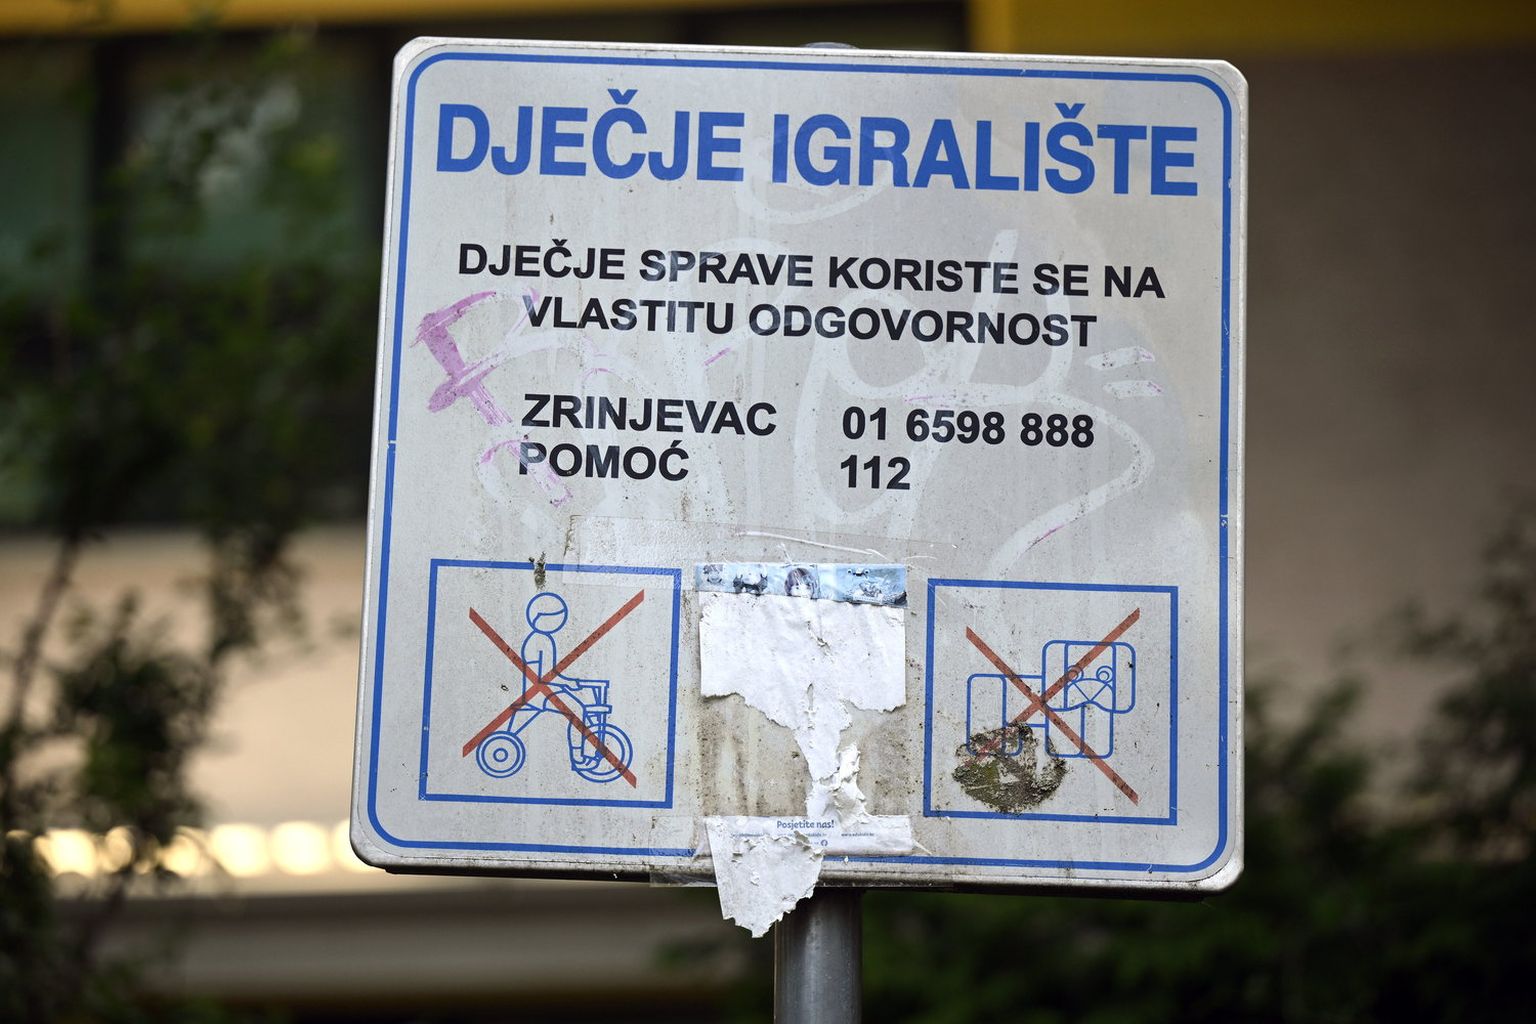 DJEČJE IGRALIŠTE
DJEČJE SPRAVE KORISTE SE NA
VLASTITU ODGOVORNOST
ZRINJEVAC 01 6598 888
POMOĆ 112
Posjetite nas!